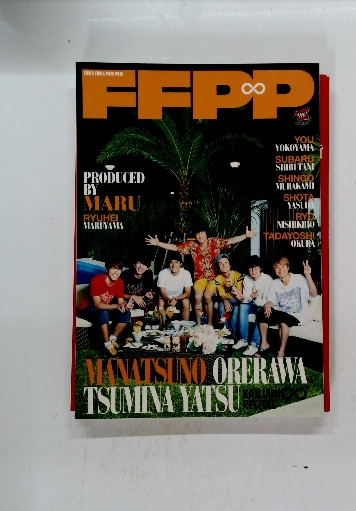 FFPP
∞
PRODUCED
BY
MARU
RYUHEI
MARUYAMA
YOU
YOKOYAMA
SUBARU
SHIBUTANI
SHINGO
MURAKAMI
SHOTA
YASUDA
RYO
NISHIKIDO
TADAYOSHI
OKURA
MANATSUNO ORERAWA
TSUMINA YATSU